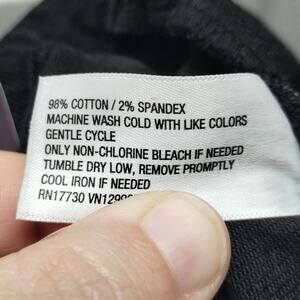 98% COTTON / 2% SPANDEX
MACHINE WASH COLD WITH LIKE COLORS
GENTLE CYCLE
ONLY NON-CHLORINE BLEACH IF NEEDED
TUMBLE DRY LOW, REMOVE PROMPTLY
COOL IRON IF NEEDED
RN17730